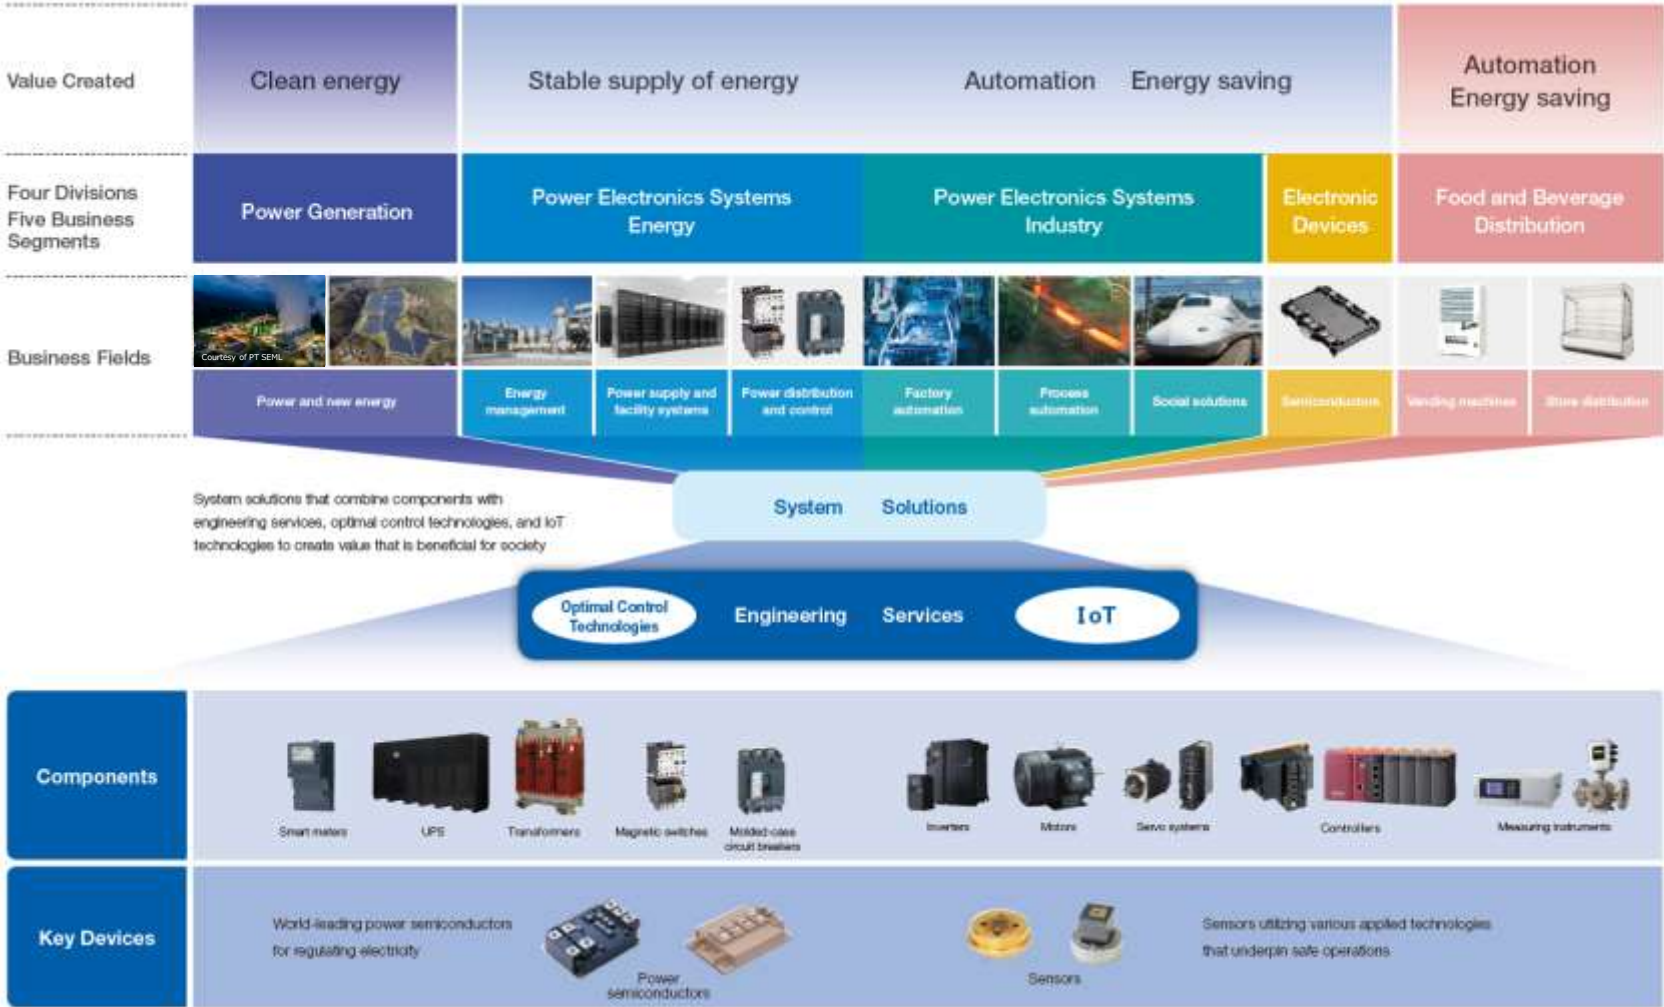 Value Created
Clean energy
Stable supply of energy
Automation Energy saving
Automation
Energy saving
Four Divisions
Five Business
Segments
Power Generation
Power Electronics Systems
Energy
Power Electronics Systems
Industry
Electronic
Devices
Food and Beverage
Distribution
Business Fields
Courtesy of PT SEML
Power and new energy
Energy
management
Power supply and
facility systems
Power distribution
and control
Factory
automation
Process
automation
Social solutions
Semiconductors
Vending machines
Store distribution
System solutions that combine components with
engineering services, optimal control technologies, and IoT
technologies to create value that is beneficial for society
System Solutions
Optimal Control
Technologies
Engineering Services
IoT
Components
Smart meters
UPS
Transformers
Magnetic switches
Molded-case
circuit breakers
Inverters
Motors
Servo systems
Controllers
Measuring instruments
Key Devices
World-leading power semiconductors
for regulating electricity
Power
semiconductors
Sensors
Sensors utilizing various applied technologies
that underpin safe operations